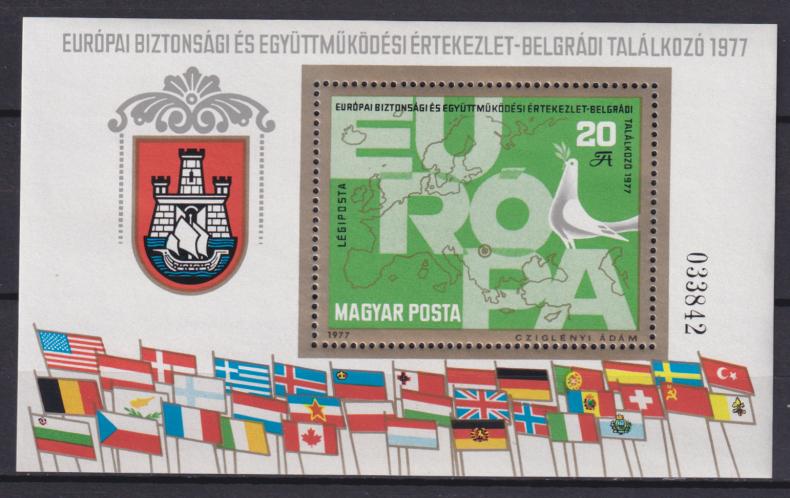 EURÓPAI BIZTONSÁGI ÉS EGYÜTTMŰKÖDÉSI ÉRTEKEZLET-BELGRÁDI TALÁLKOZÓ 1977
EURÓPAI BIZTONSÁGI ÉS EGYÜTTMŰKÖDÉSI ÉRTEKEZLET-BELGRÁDI
TALÁLKOZÓ 1977
20
Ft
EU
RÓ
PA
LÉGIPOSTA
MAGYAR POSTA
1977
CZIGLÉNYI ÁDÁM
033842